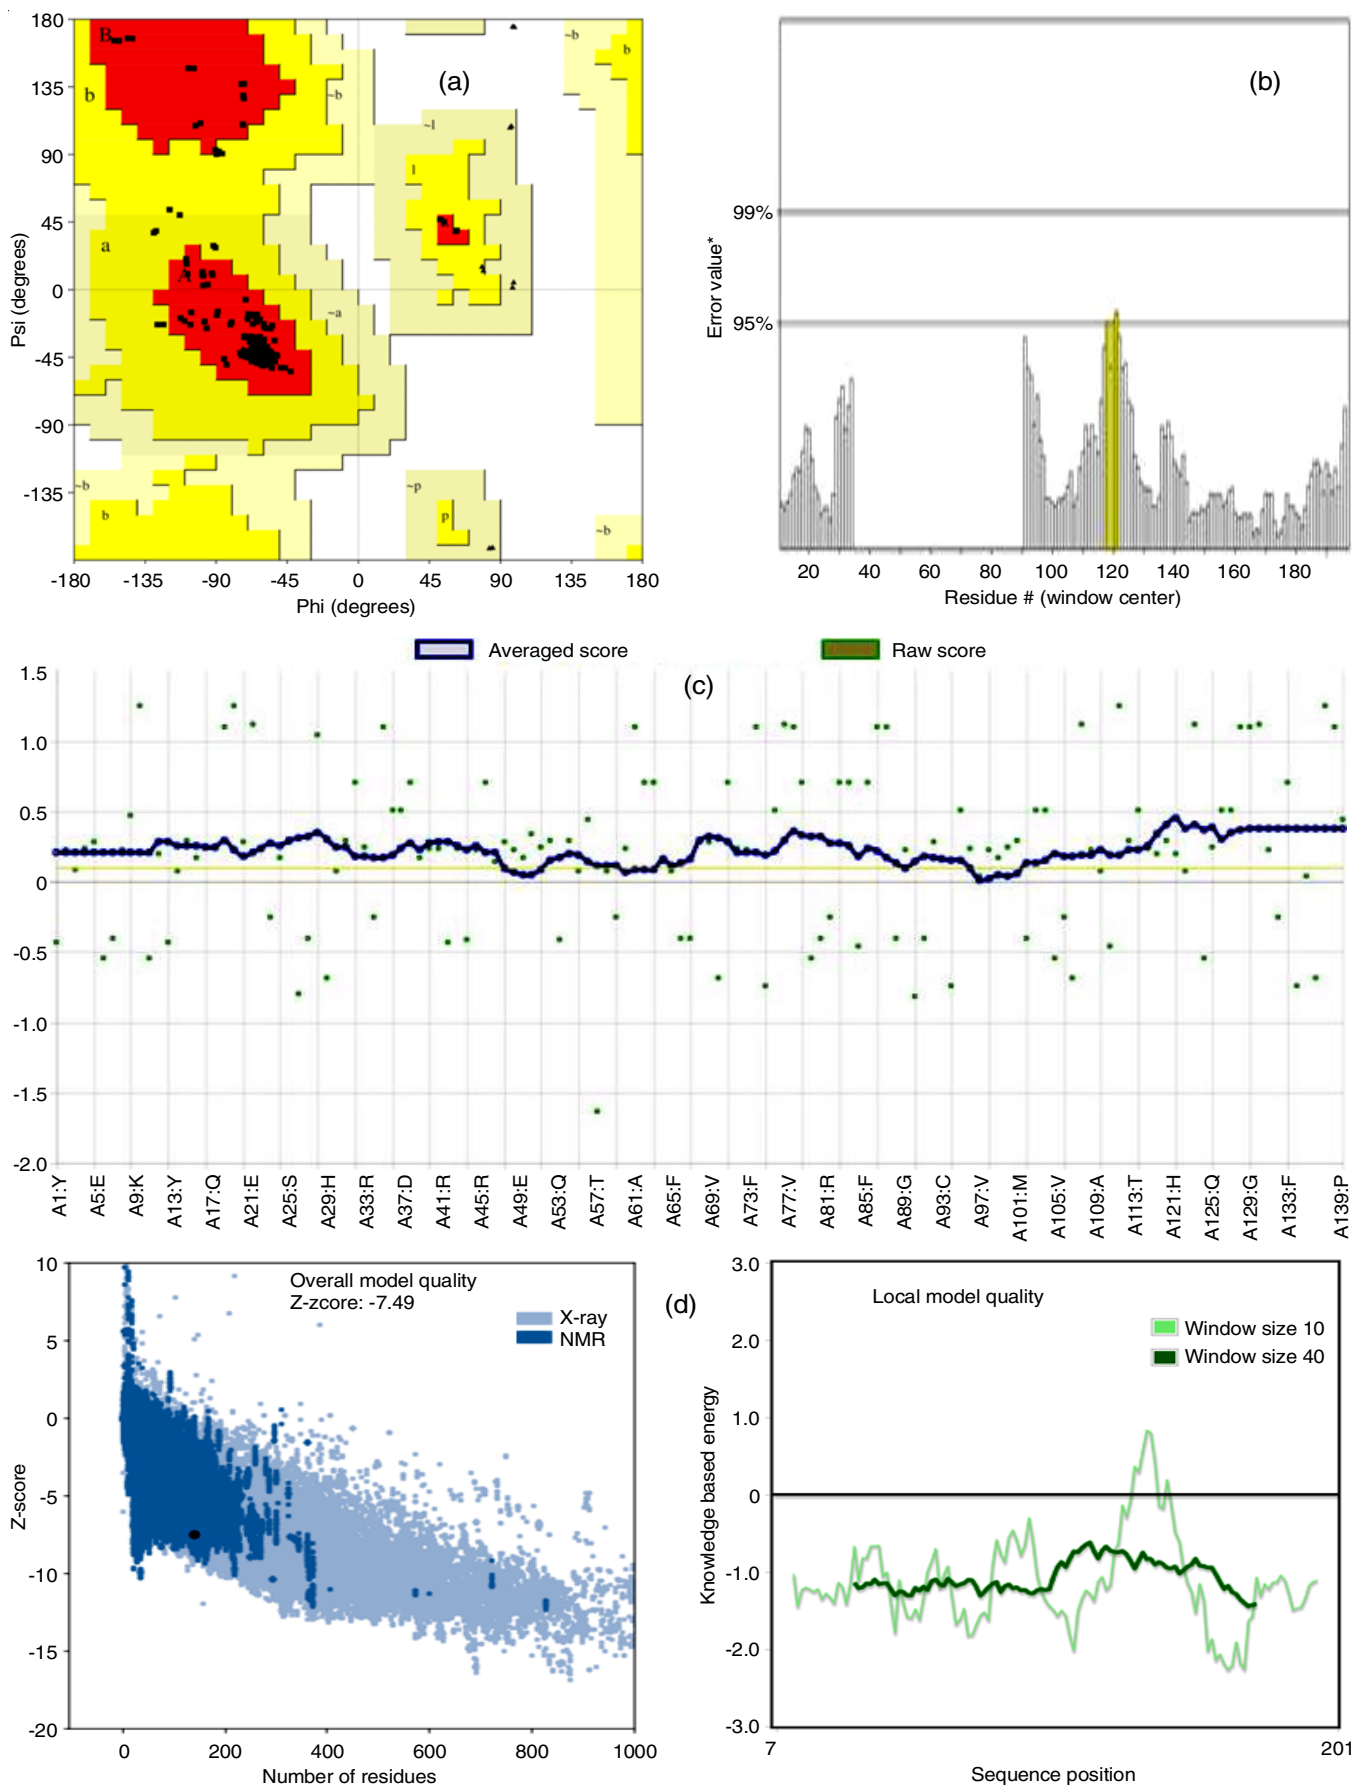 (a)
180
135
90
45
0
-45
-90
-135
-180
-135
-90
-45
0
45
90
135
180
Psi (degrees)
Phi (degrees)
B
b
~b
~b
b
~l
l
a
A
~a
~b
b
~p
p
~b
(b)
99%
95%
Error value*
20
40
60
80
100
120
140
160
180
Residue # (window center)
Averaged score
Raw score
(c)
1.5
1.0
0.5
0
-0.5
-1.0
-1.5
-2.0
A1:Y
A5:E
A9:K
A13:Y
A17:Q
A21:E
A25:S
A29:H
A33:R
A37:D
A41:R
A45:R
A49:E
A53:Q
A57:T
A61:A
A65:F
A69:V
A73:F
A77:V
A81:R
A85:F
A89:G
A93:C
A97:V
A101:M
A105:V
A109:A
A113:T
A121:H
A125:Q
A129:G
A133:F
A139:P
(d)
Overall model quality
Z-zcore: -7.49
X-ray
NMR
10
5
0
-5
-10
-15
-20
Z-score
0
200
400
600
800
1000
Number of residues
Local model quality
Window size 10
Window size 40
3.0
2.0
1.0
0
-1.0
-2.0
-3.0
Knowledge based energy
7
201
Sequence position